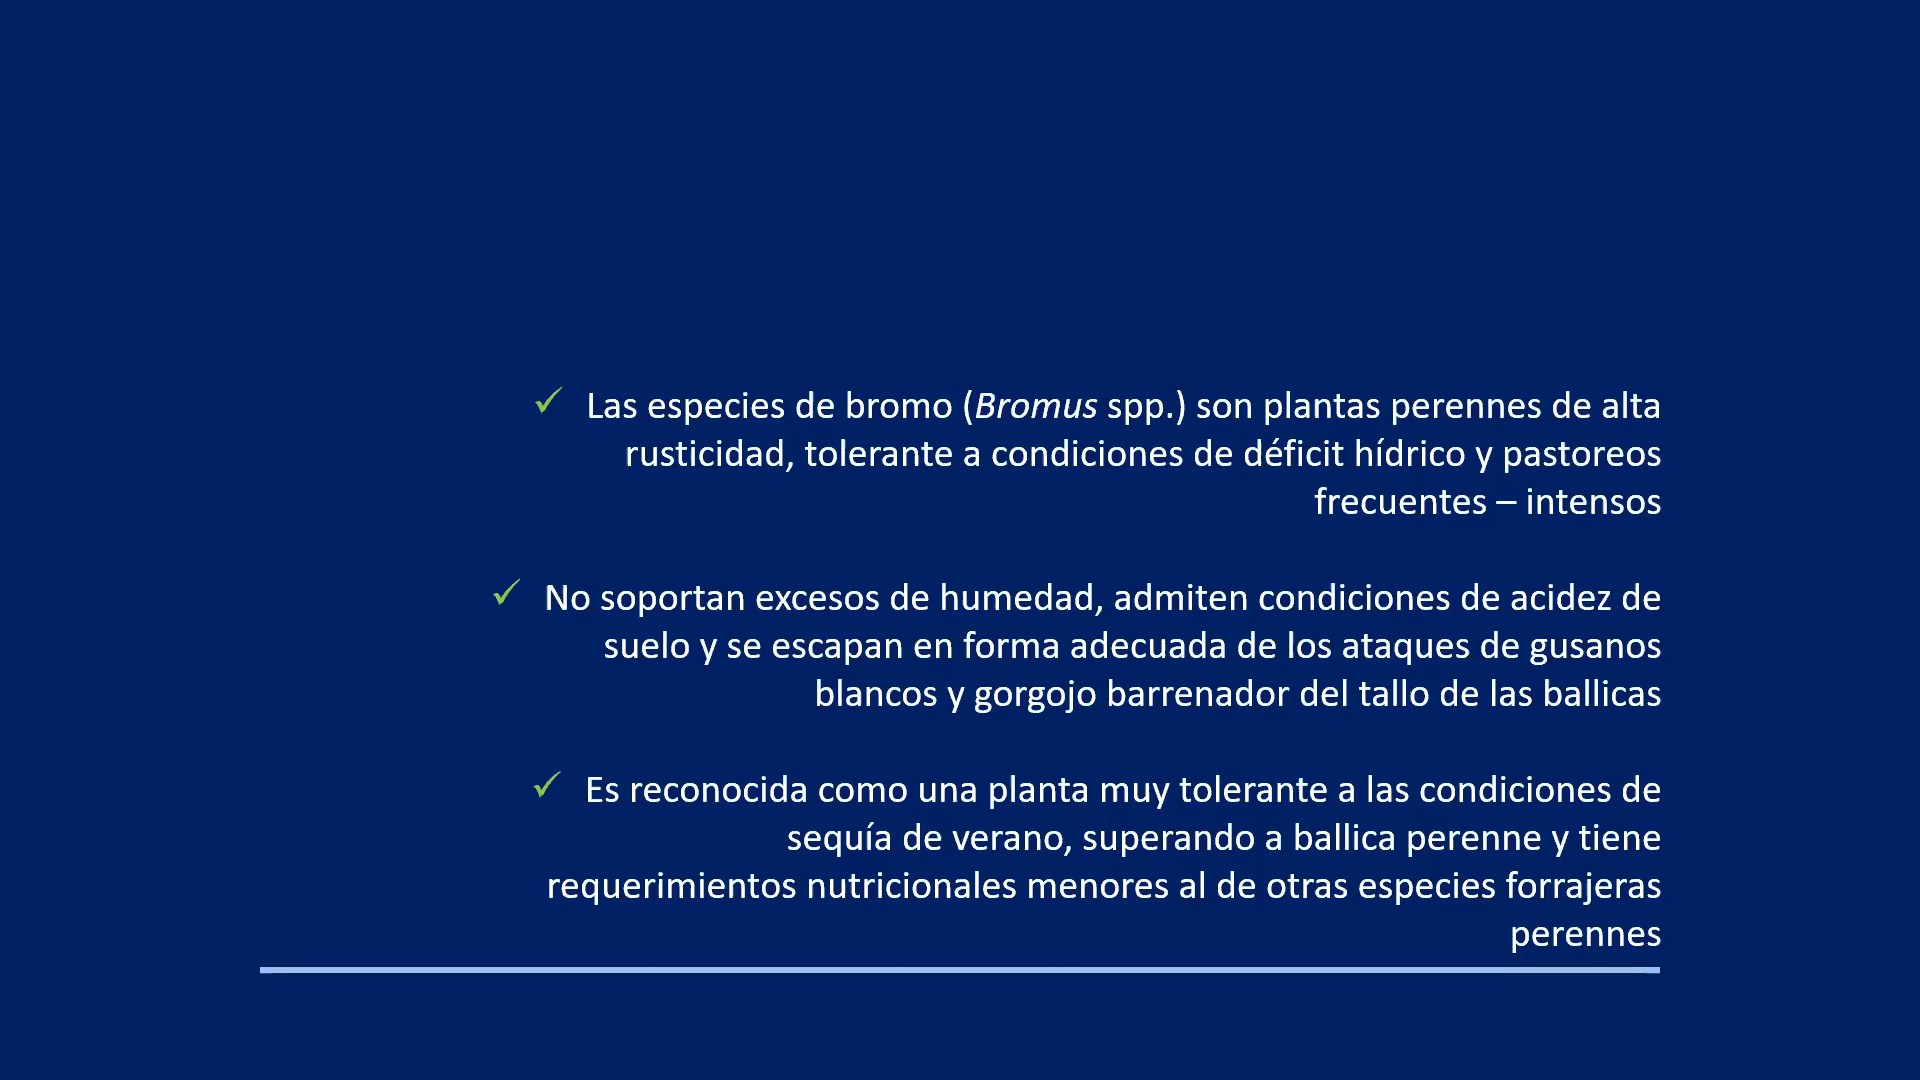 ✓ Las especies de bromo (Bromus spp.) son plantas perennes de alta
rusticidad, tolerante a condiciones de déficit hídrico y pastoreos
frecuentes – intensos
✓ No soportan excesos de humedad, admiten condiciones de acidez de
suelo y se escapan en forma adecuada de los ataques de gusanos
blancos y gorgojo barrenador del tallo de las ballicas
✓ Es reconocida como una planta muy tolerante a las condiciones de
sequía de verano, superando a ballica perenne y tiene
requerimientos nutricionales menores al de otras especies forrajeras
perennes